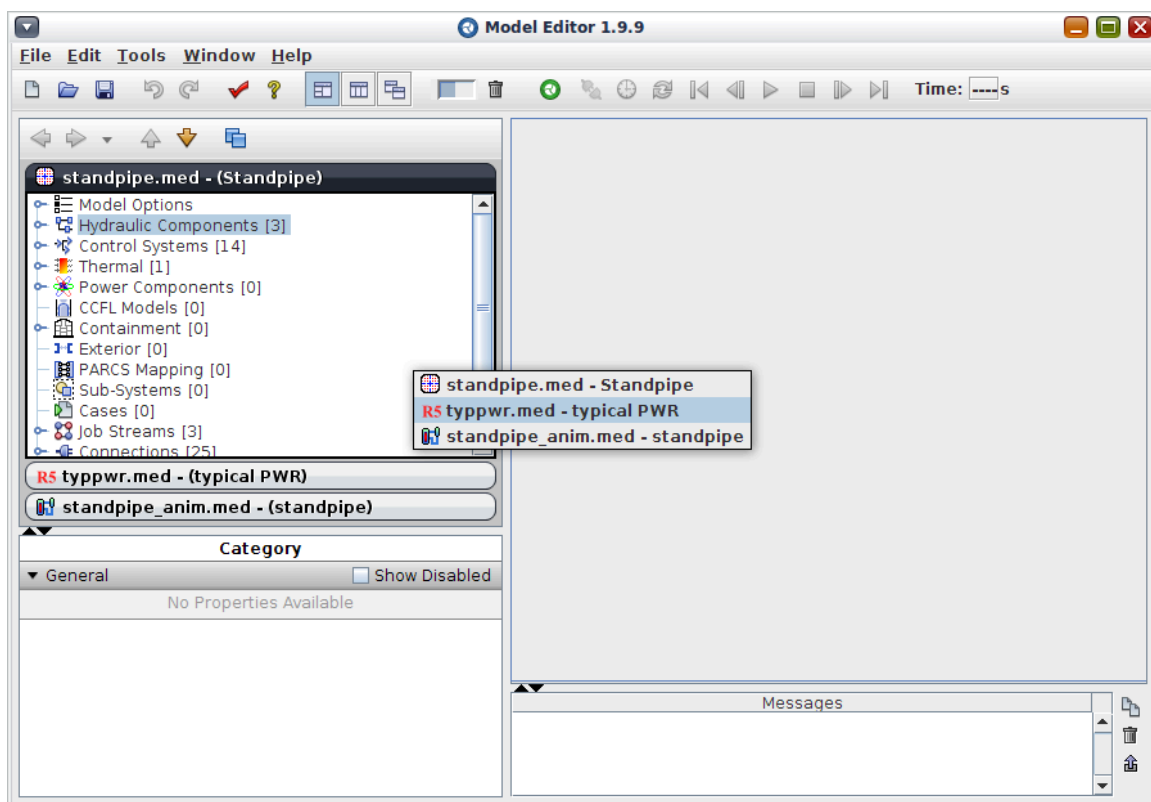 Model Editor 1.9.9
File Edit Tools Window Help
Time: ----s
standpipe.med - (Standpipe)
Model Options
Hydraulic Components [3]
Control Systems [14]
Thermal [1]
Power Components [0]
CCFL Models [0]
Containment [0]
Exterior [0]
PARCS Mapping [0]
Sub-Systems [0]
Cases [0]
Job Streams [3]
Connections [25]
standpipe.med - Standpipe
R5 typpwr.med - typical PWR
standpipe_anim.med - standpipe
R5 typpwr.med - (typical PWR)
standpipe_anim.med - (standpipe)
Category
General Show Disabled
No Properties Available
Messages